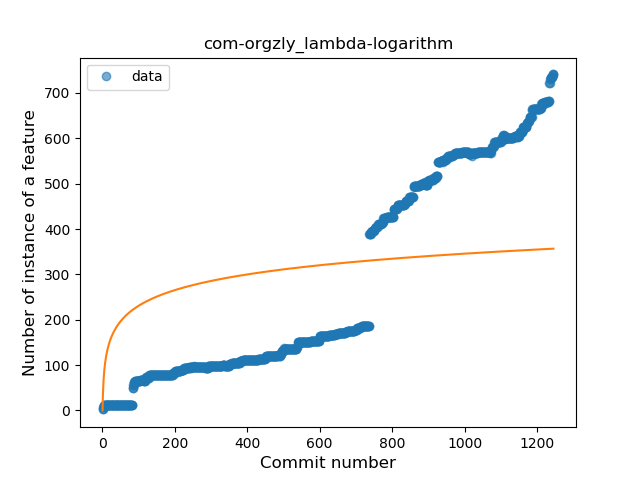 com-orgzly_lambda-logarithm
data
Number of instance of a feature
700
600
500
400
300
200
100
0
0 200 400 600 800 1000 1200
Commit number